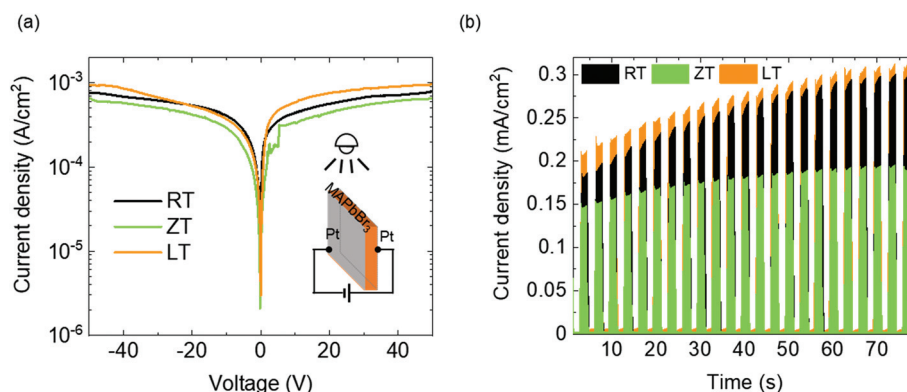 (a)
Current density (A/cm²)
10⁻³
10⁻⁴
10⁻⁵
10⁻⁶
RT
ZT
LT
MAPbBr₃
Pt
Pt
-40 -20 0 20 40
Voltage (V)
(b)
Current density (mA/cm²)
RT ZT LT
0.3
0.25
0.2
0.15
0.1
0.05
0
10 20 30 40 50 60 70
Time (s)